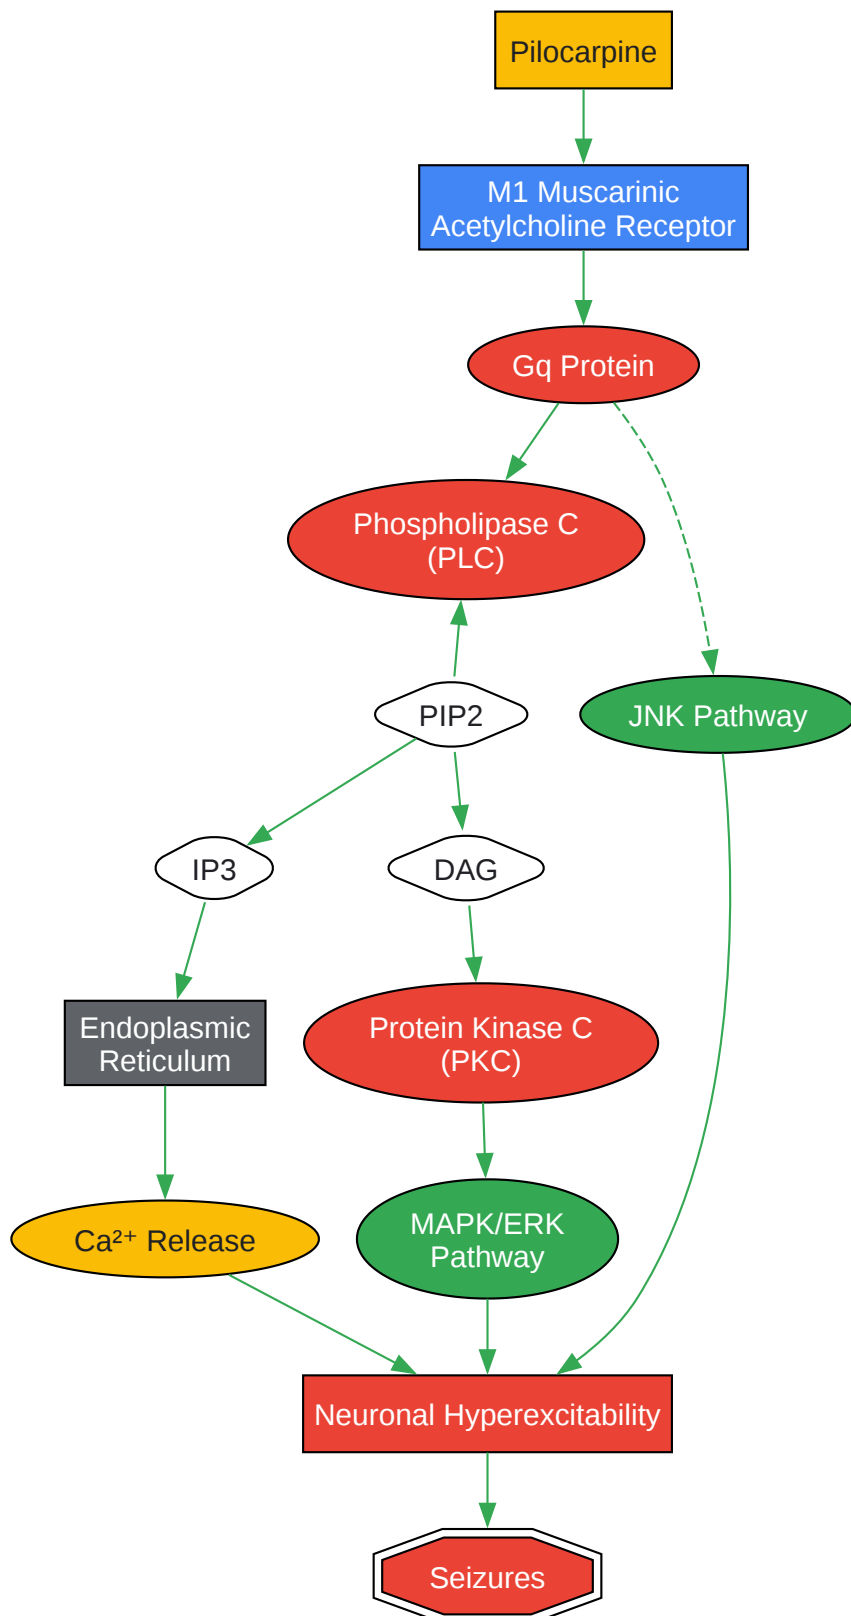 Pilocarpine
M1 Muscarinic
Acetylcholine Receptor
Gq Protein
Phospholipase C
(PLC)
PIP2
JNK Pathway
IP3
DAG
Endoplasmic
Reticulum
Protein Kinase C
(PKC)
Ca²⁺ Release
MAPK/ERK
Pathway
Neuronal Hyperexcitability
Seizures